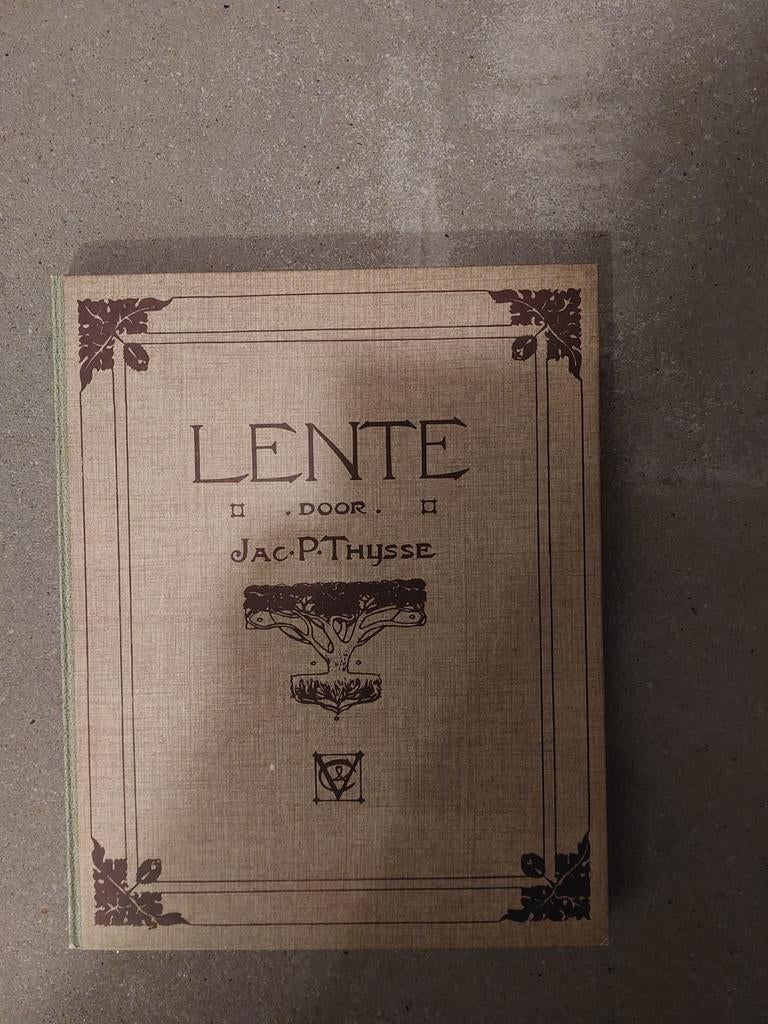 LENTE
. DOOR .
JAC·P·THIJSSE